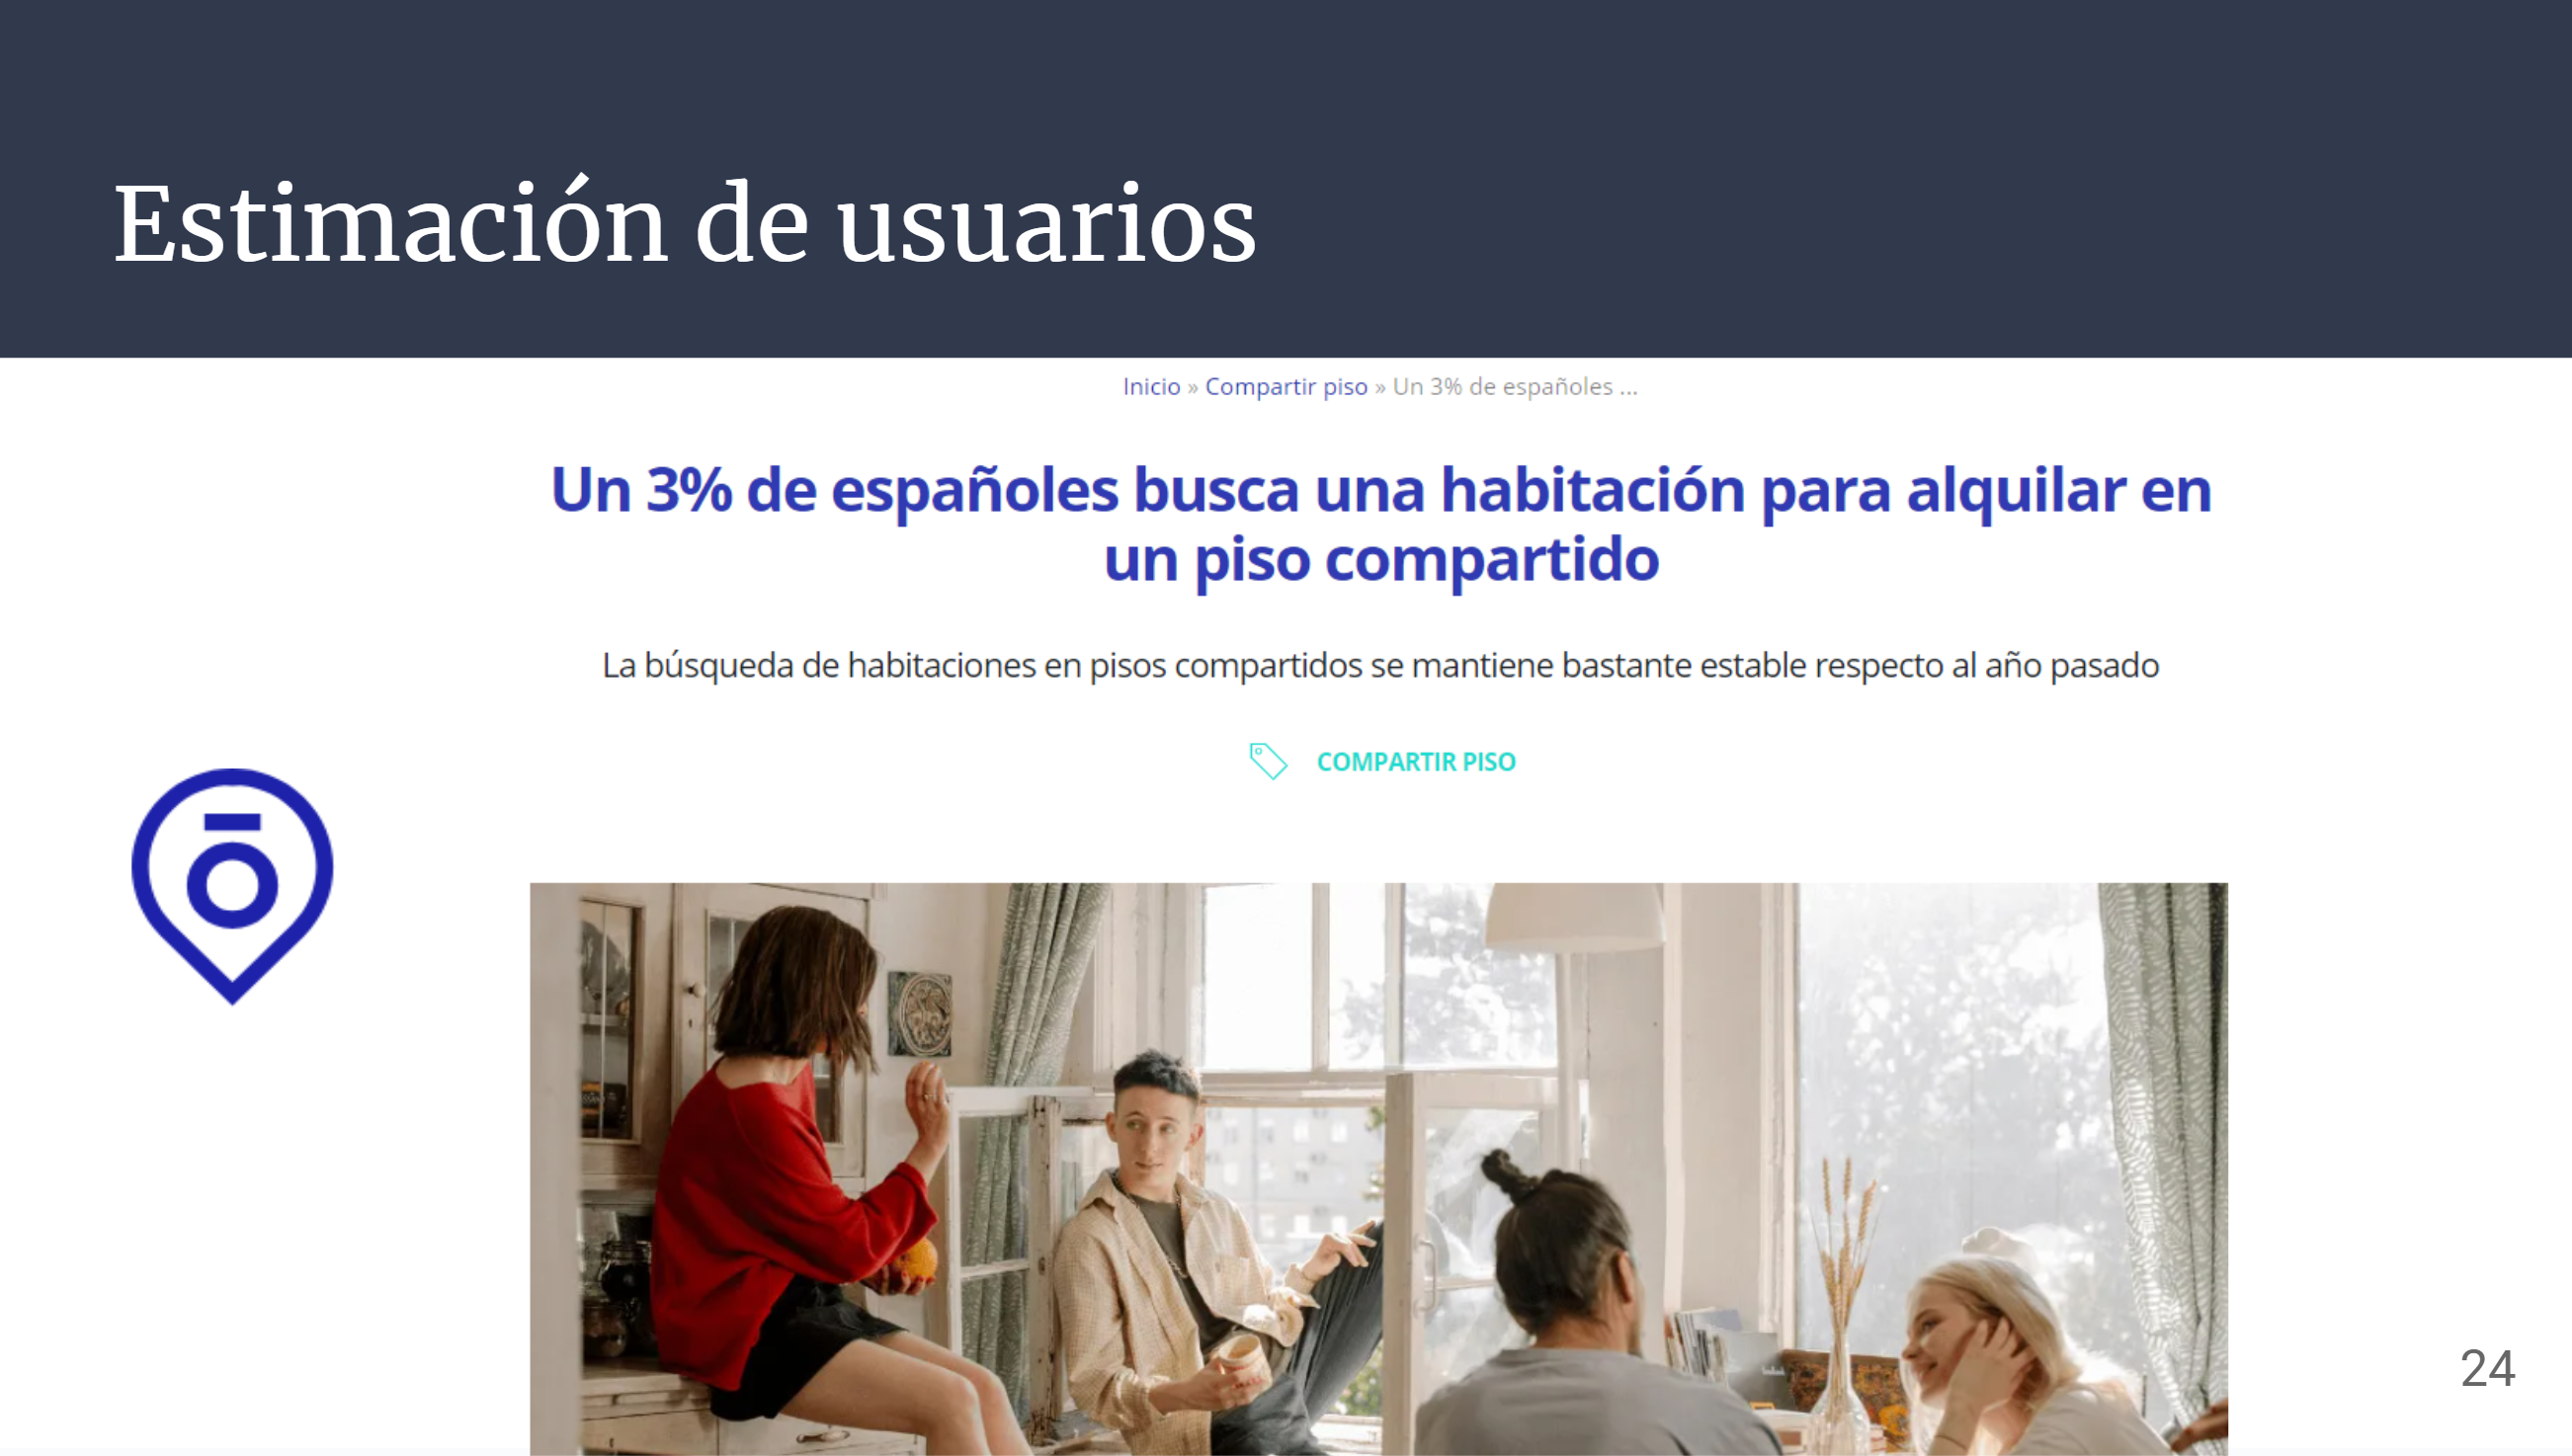 Estimación de usuarios
Inicio » Compartir piso » Un 3% de españoles ...
Un 3% de españoles busca una habitación para alquilar en
un piso compartido
La búsqueda de habitaciones en pisos compartidos se mantiene bastante estable respecto al año pasado
COMPARTIR PISO
24